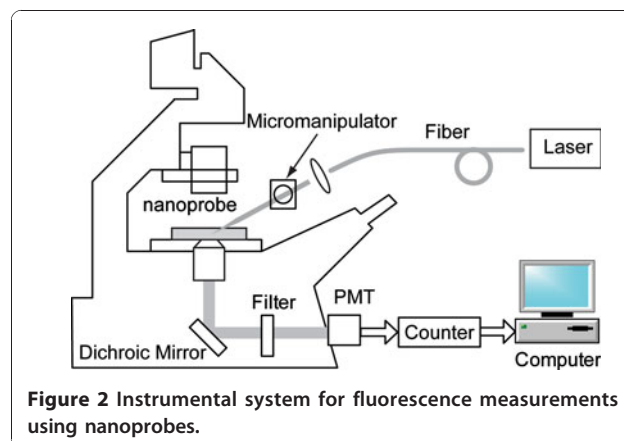 Micromanipulator
Fiber
Laser
nanoprobe
Filter
PMT
Dichroic Mirror
Counter
Computer
Figure 2 Instrumental system for fluorescence measurements
using nanoprobes.